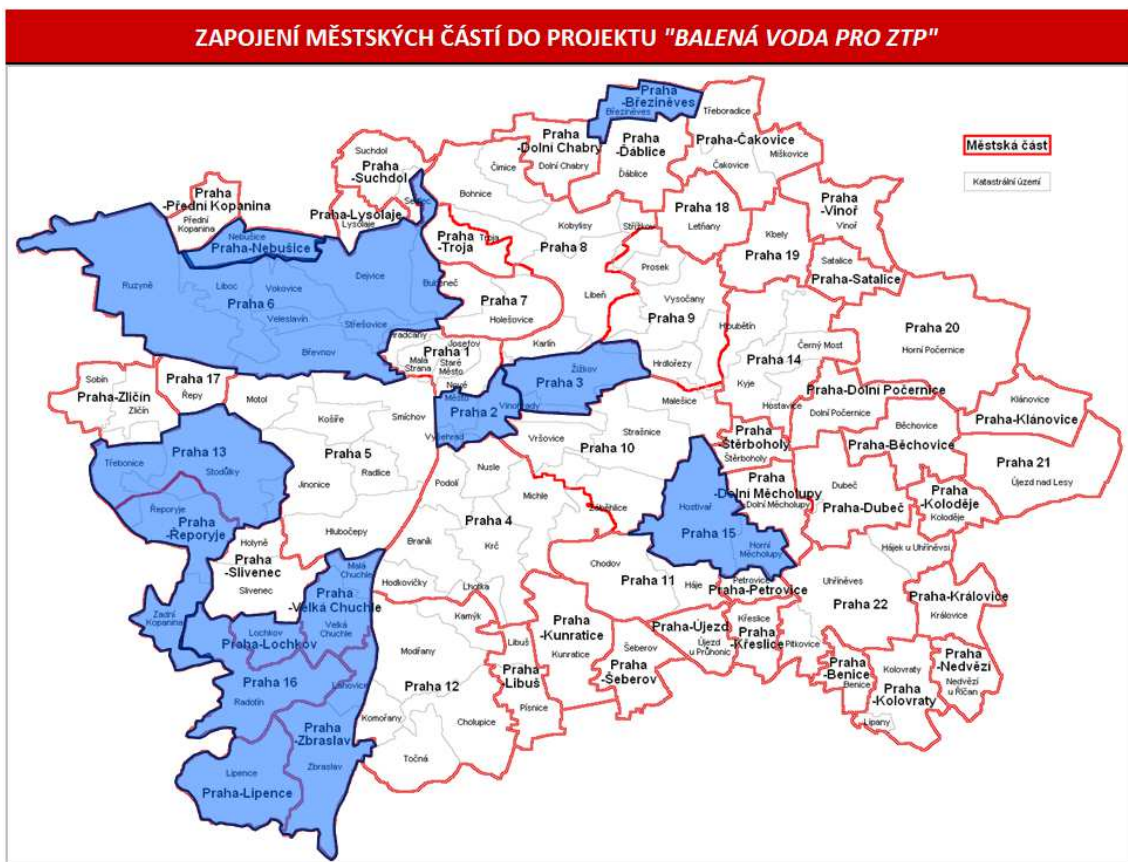 ZAPOJENÍ MĚSTSKÝCH ČÁSTÍ DO PROJEKTU "BALENÁ VODA PRO ZTP"
Praha
-Březiněves
Březiněves
Třeboradice
Praha
-Dolní Chabry
Dolní Chabry
Praha
-Ďáblice
Ďáblice
Praha-Čakovice
Čakovice
Miškovice
Městská část
Katastrální území
Suchdol
Praha
-Suchdol
Čimice
Bohnice
Praha
-Přední Kopanina
Přední
Kopanina
Praha-Lysolaje
Lysolaje
Sedlec
Praha 18
Letňany
Praha
-Vinoř
Vinoř
Nebušice
Praha-Nebušice
Praha
-Troja
Troja
Kobylisy
Střížkov
Praha 8
Kbely
Praha 19
Satalice
Praha-Satalice
Ruzyně
Liboc
Vokovice
Dejvice
Bubeneč
Praha 6
Veleslavín
Střešovice
Břevnov
Praha 7
Holešovice
Libeň
Karlín
Prosek
Vysočany
Praha 9
Hrdlořezy
Hloubětín
Praha 14
Černý Most
Kyje
Hostavice
Praha 20
Horní Počernice
Hradčany
Josefov
Praha 1
Malá
Strana
Staré
Město
Nové
Město
Praha 2
Vinohrady
Vyšehrad
Praha 3
Žižkov
Malešice
Sobín
Praha-Zličín
Zličín
Praha 17
Řepy
Motol
Košíře
Smíchov
Praha 5
Jinonice
Radlice
Hlubočepy
Praha-Dolní Počernice
Dolní Počernice
Klánovice
Praha-Klánovice
Běchovice
Praha-Běchovice
Praha 21
Újezd nad Lesy
Praha 13
Třebonice
Stodůlky
Vršovice
Strašnice
Praha 10
Záběhlice
Praha
-Štěrboholy
Štěrboholy
Praha
-Dolní Měcholupy
Dolní Měcholupy
Dubeč
Praha-Dubeč
Praha
-Koloděje
Koloděje
Řeporyje
Praha
-Řeporyje
Podolí
Nusle
Michle
Praha 4
Braník
Krč
Hodkovičky
Lhotka
Hostivař
Praha 15
Horní
Měcholupy
Holyně
Praha
-Slivenec
Slivenec
Malá
Chuchle
Praha
-Velká Chuchle
Velká
Chuchle
Chodov
Praha 11
Háje
Petrovice
Praha-Petrovice
Hájek u Uhříněvsi
Uhříněves
Praha 22
Praha-Královice
Královice
Zadní
Kopanina
Lochkov
Praha-Lochkov
Kamýk
Modřany
Libuš
Praha
-Libuš
Písnice
Praha
-Kunratice
Kunratice
Šeberov
Praha
-Šeberov
Praha-Újezd
Újezd
u Průhonic
Křeslice
Praha
-Křeslice
Pitkovice
Praha
-Benice
Benice
Kolovraty
Praha
-Kolovraty
Lipany
Praha
-Nedvězí
Nedvězí
u Říčan
Praha 16
Radotín
Lahovice
Praha 12
Komořany
Cholupice
Točná
Praha
-Zbraslav
Zbraslav
Lipence
Praha-Lipence